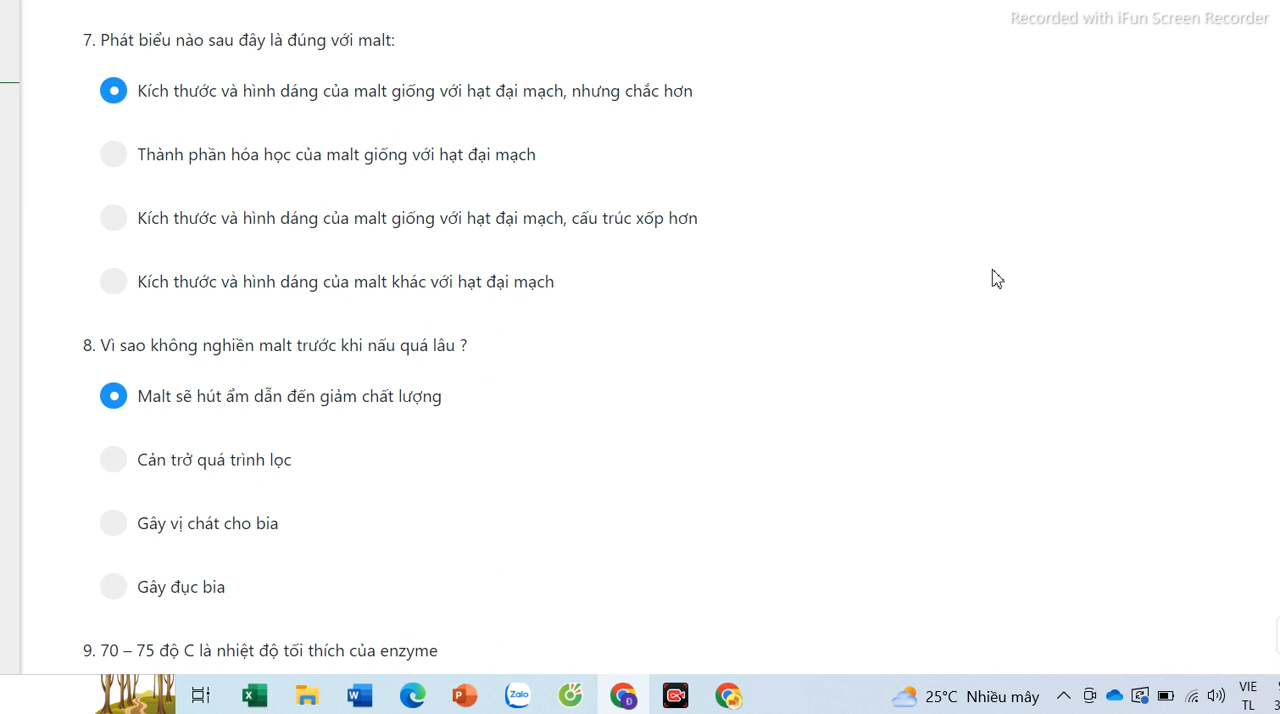 Recorded with iFun Screen Recorder
7. Phát biểu nào sau đây là đúng với malt:
Kích thước và hình dáng của malt giống với hạt đại mạch, nhưng chắc hơn
Thành phần hóa học của malt giống với hạt đại mạch
Kích thước và hình dáng của malt giống với hạt đại mạch, cấu trúc xốp hơn
Kích thước và hình dáng của malt khác với hạt đại mạch
8. Vì sao không nghiền malt trước khi nấu quá lâu ?
Malt sẽ hút ẩm dẫn đến giảm chất lượng
Cản trở quá trình lọc
Gây vị chát cho bia
Gây đục bia
9. 70 – 75 độ C là nhiệt độ tối thích của enzyme
Zalo
25°C Nhiều mây
VIE
TL